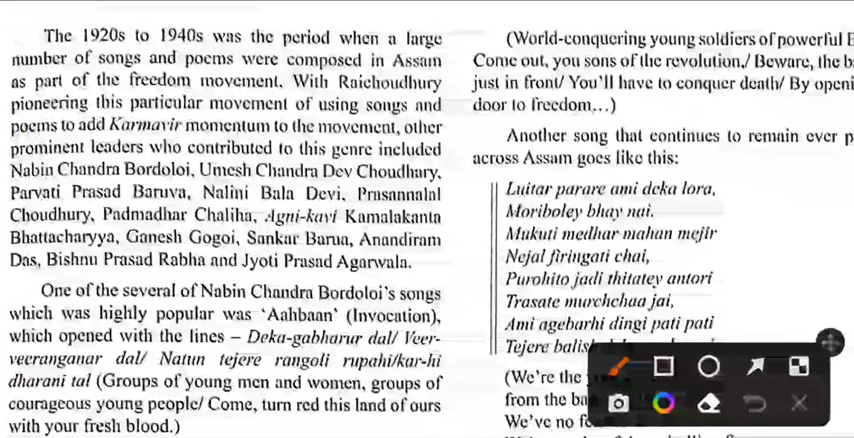 The 1920s to 1940s was the period when a large
number of songs and poems were composed in Assam
as part of the freedom movement. With Raichoudhury
pioneering this particular movement of using songs and
poems to add Karmavir momentum to the movement, other
prominent leaders who contributed to this genre included
Nabin Chandra Bordoloi, Umesh Chandra Dev Choudhary,
Parvati Prasad Baruva, Nalini Bala Devi, Prasannalal
Choudhury, Padmadhar Chaliha, Agni-kavi Kamalakanta
Bhattacharyya, Ganesh Gogoi, Sankar Barua, Anandiram
Das, Bishnu Prasad Rabha and Jyoti Prasad Agarwala.
One of the several of Nabin Chandra Bordoloi's songs
which was highly popular was 'Aahbaan' (Invocation),
which opened with the lines – Deka-gabharur dal/ Veer-
veeranganar dal/ Natun tejere rangoli rupahi/kar-hi
dharani tal (Groups of young men and women, groups of
courageous young people/ Come, turn red this land of ours
with your fresh blood.)
(World-conquering young soldiers of powerful
Come out, you sons of the revolution./ Beware, the
just in front/ You'll have to conquer death/ By
door to freedom...)
Another song that continues to remain ever
across Assam goes like this:
Luitar parare ami deka lora,
Moriboley bhay nai.
Mukuti medhar mahan mejir
Nejal firingati chai,
Purohito jadi thitatey antori
Trasate murchchaa jai,
Ami agebarhi dingi pati pati
Tejere
(We're the
from the
We've no